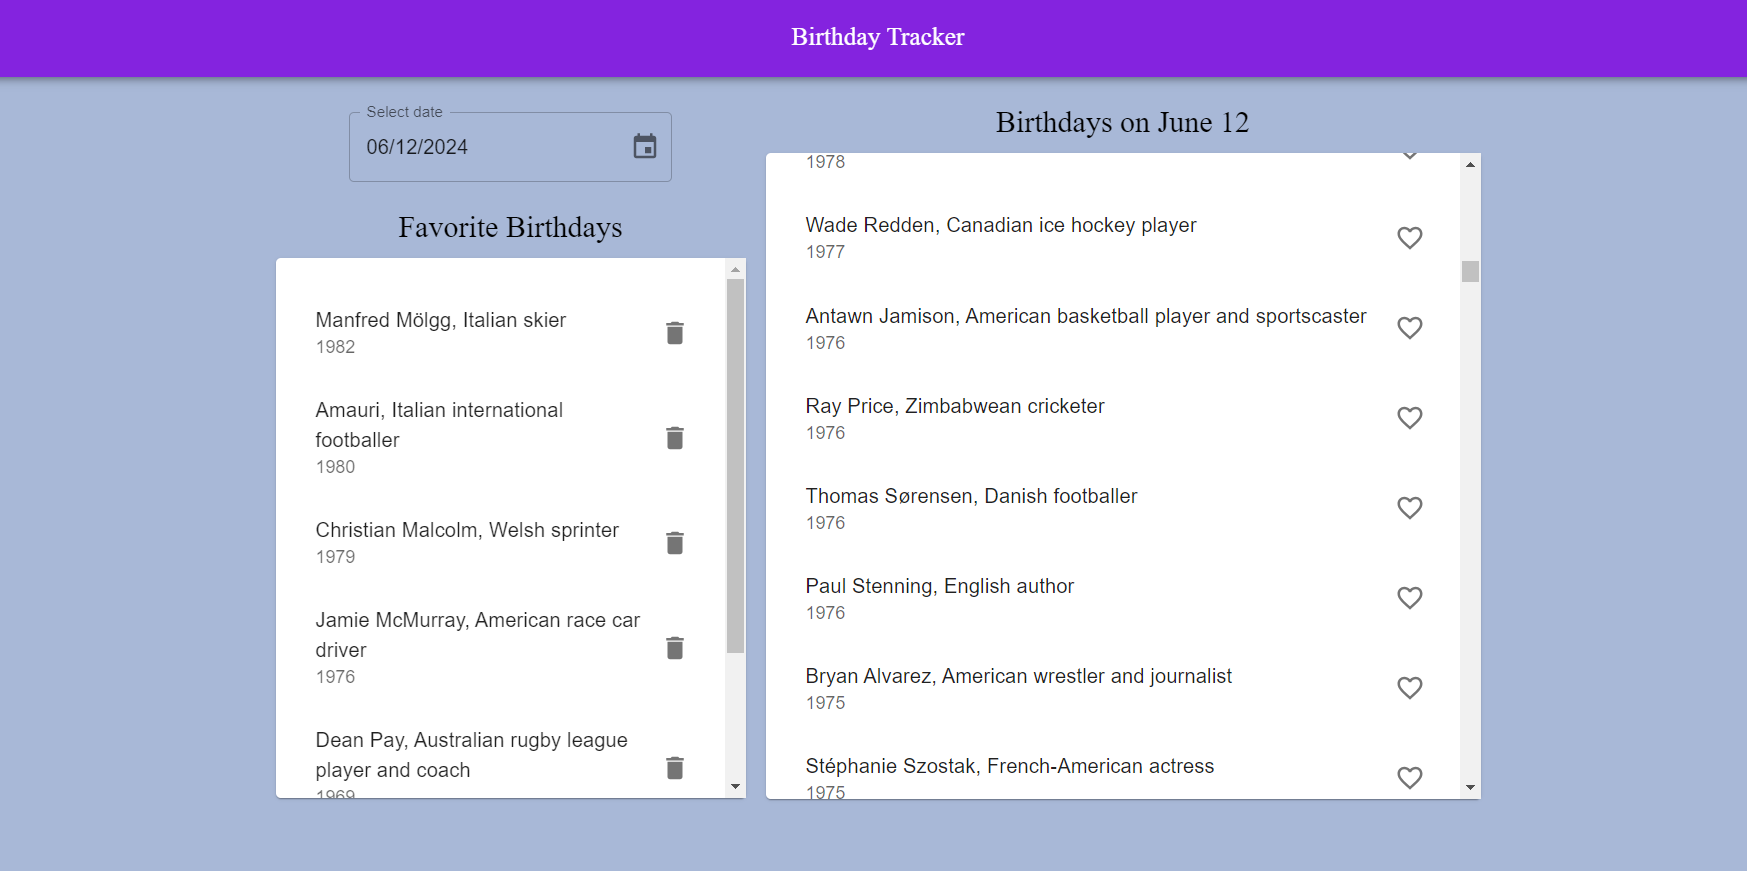 Birthday Tracker
Select date
06/12/2024
Favorite Birthdays
Manfred Mölgg, Italian skier
1982
Amauri, Italian international
footballer
1980
Christian Malcolm, Welsh sprinter
1979
Jamie McMurray, American race car
driver
1976
Dean Pay, Australian rugby league
player and coach
1969
Birthdays on June 12
1978
Wade Redden, Canadian ice hockey player
1977
Antawn Jamison, American basketball player and sportscaster
1976
Ray Price, Zimbabwean cricketer
1976
Thomas Sørensen, Danish footballer
1976
Paul Stenning, English author
1976
Bryan Alvarez, American wrestler and journalist
1975
Stéphanie Szostak, French-American actress
1975